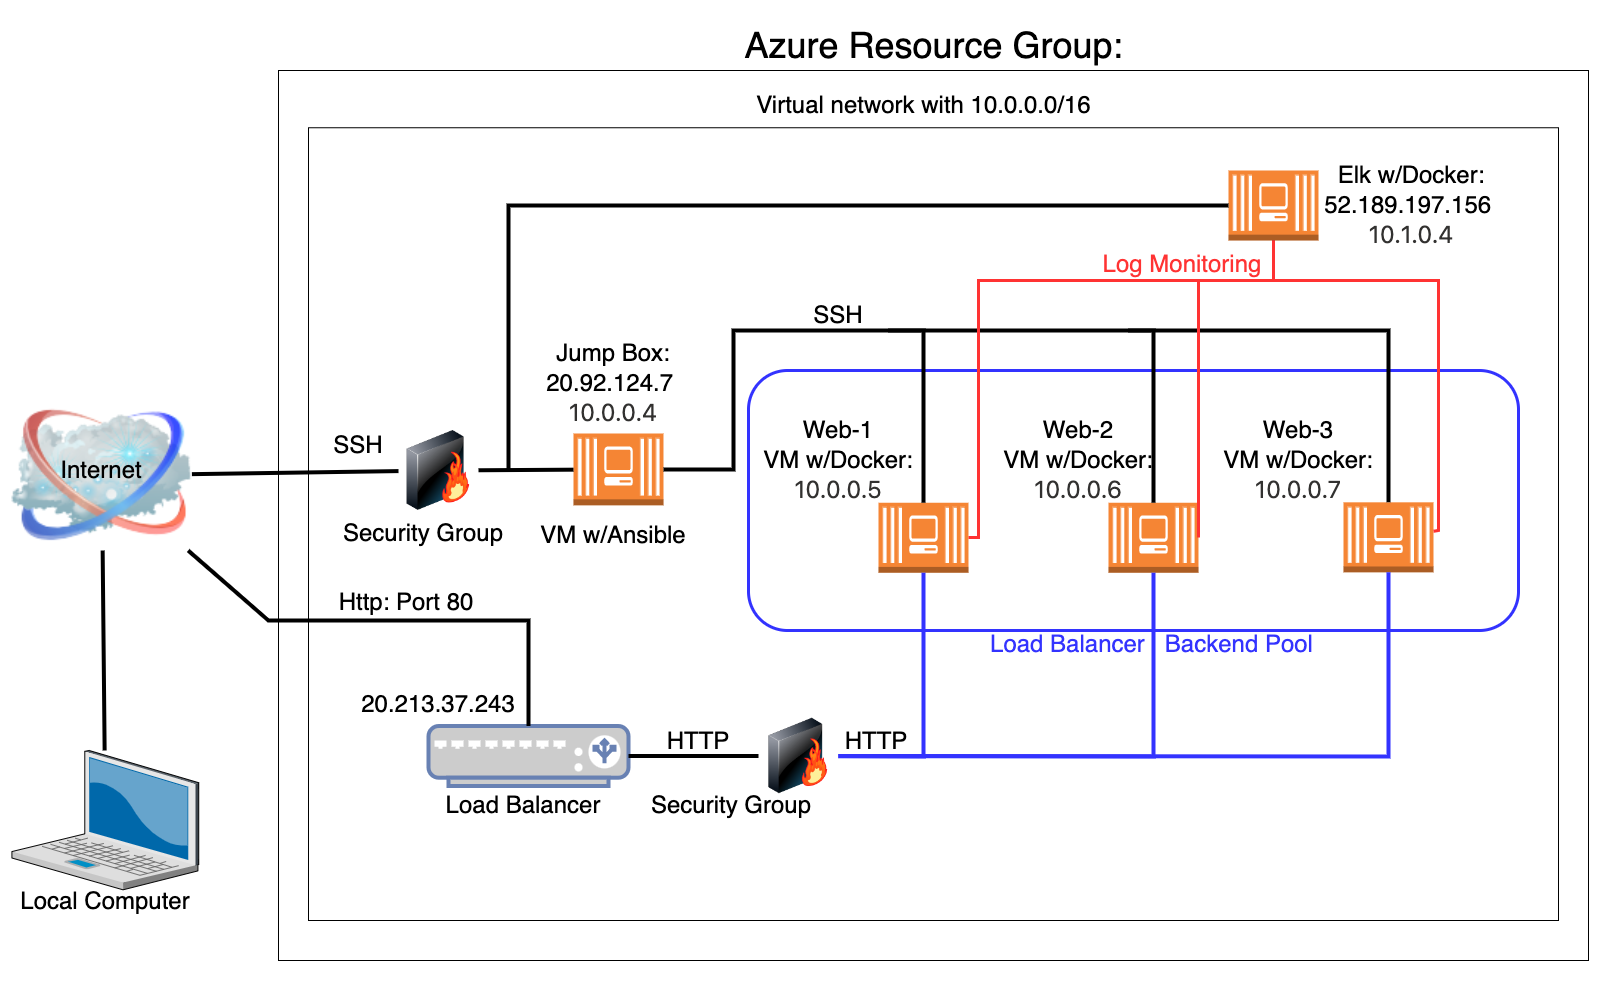 Azure Resource Group:
Virtual network with 10.0.0.0/16
Elk w/Docker:
52.189.197.156
10.1.0.4
Log Monitoring
SSH
Jump Box:
20.92.124.7
10.0.0.4
VM w/Ansible
SSH
Security Group
Internet
Web-1
VM w/Docker:
10.0.0.5
Web-2
VM w/Docker:
10.0.0.6
Web-3
VM w/Docker:
10.0.0.7
Load Balancer Backend Pool
Http: Port 80
20.213.37.243
Load Balancer
HTTP
Security Group
HTTP
Local Computer